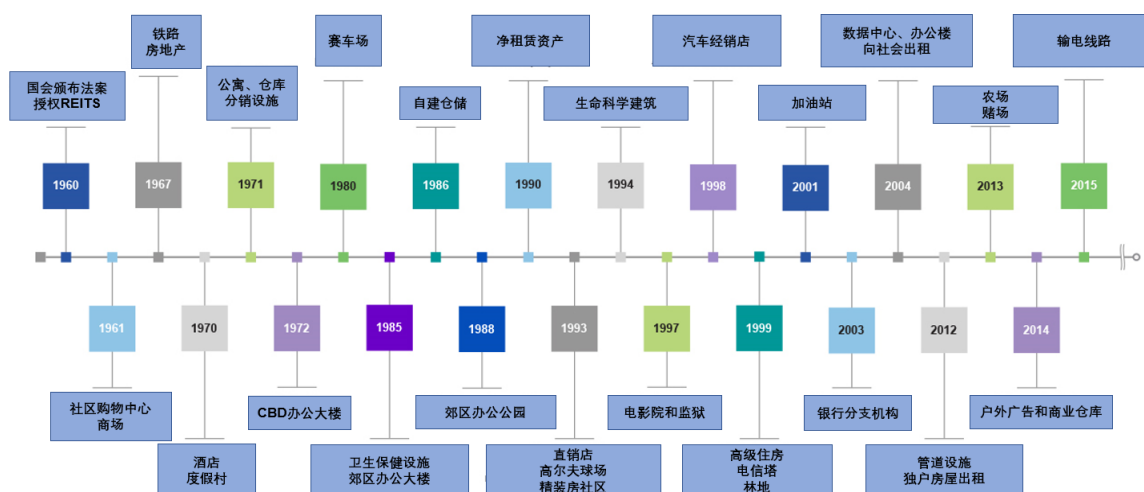 铁路
房地产
赛车场
净租赁资产
汽车经销店
数据中心、办公楼
向社会出租
输电线路
国会颁布法案
授权REITS
公寓、仓库
分销设施
自建仓储
生命科学建筑
加油站
农场
赌场
1960
1967
1971
1980
1986
1990
1994
1998
2001
2004
2013
2015
1961
1970
1972
1985
1988
1993
1997
1999
2003
2012
2014
社区购物中心
商场
CBD办公大楼
郊区办公公园
电影院和监狱
银行分支机构
户外广告和商业仓库
酒店
度假村
卫生保健设施
郊区办公大楼
直销店
高尔夫球场
精装房社区
高级住房
电信塔
林地
管道设施
独户房屋出租